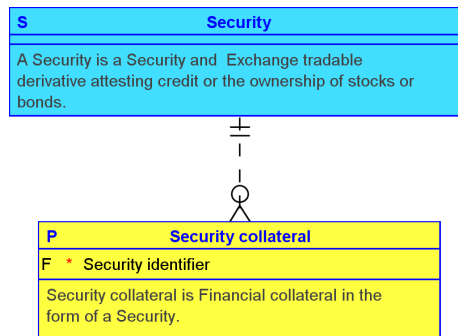 S Security
A Security is a Security and Exchange tradable
derivative attesting credit or the ownership of stocks or
bonds.
P Security collateral
F * Security identifier
Security collateral is Financial collateral in the
form of a Security.